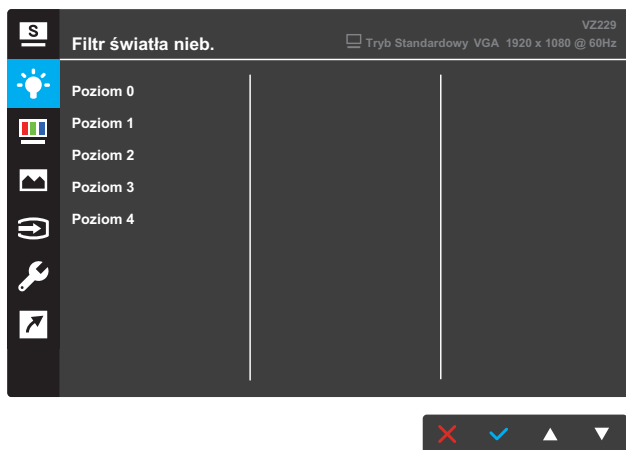 S
VZ229
Filtr światła nieb.
Tryb Standardowy VGA 1920 x 1080 @ 60Hz
Poziom 0
Poziom 1
Poziom 2
Poziom 3
Poziom 4